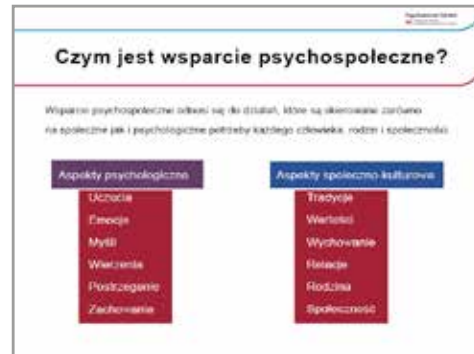 Czym jest wsparcie psychospołeczne?
Wsparcie psychospołeczne odnosi się do działań, które są skierowane zarówno
na społeczne jak i psychologiczne potrzeby każdego człowieka, rodzin i społeczności.
Aspekty psychologiczne
Uczucia
Emocje
Myśli
Wierzenia
Postrzeganie
Zachowanie
Aspekty społeczno-kulturowe
Tradycje
Wartości
Wychowanie
Relacje
Rodzina
Społeczność